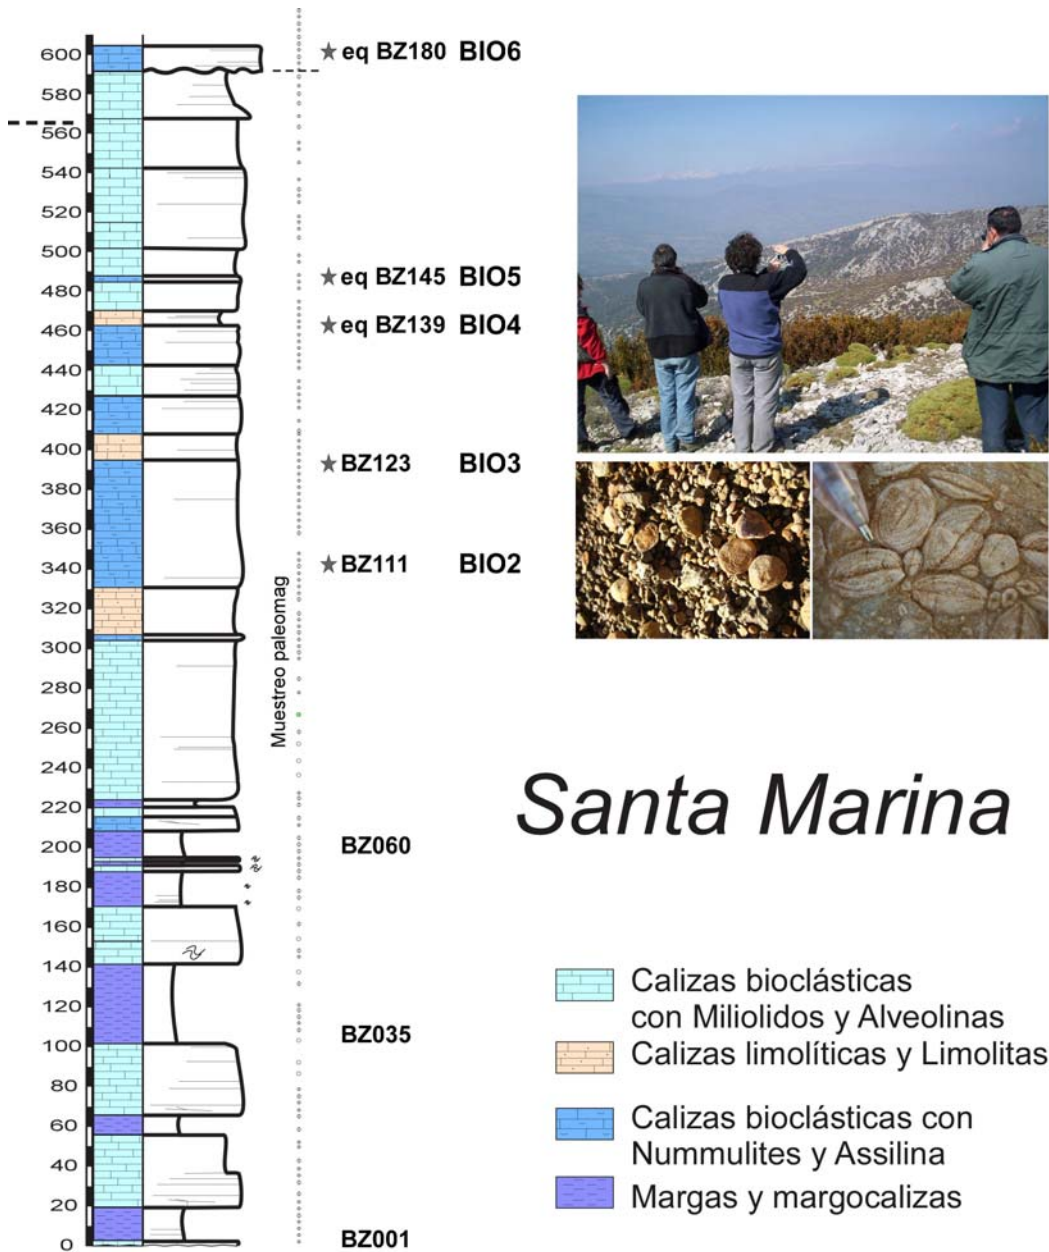 600
580
560
540
520
500
480
460
440
420
400
380
360
340
320
300
280
260
240
220
200
180
160
140
120
100
80
60
40
20
0
Muestreo paleomag
eq BZ180 BIO6
eq BZ145 BIO5
eq BZ139 BIO4
BZ123 BIO3
BZ111 BIO2
BZ060
BZ035
BZ001
Santa Marina
Calizas bioclásticas
con Miliolidos y Alveolinas
Calizas limolíticas y Limolitas
Calizas bioclásticas con
Nummulites y Assilina
Margas y margocalizas